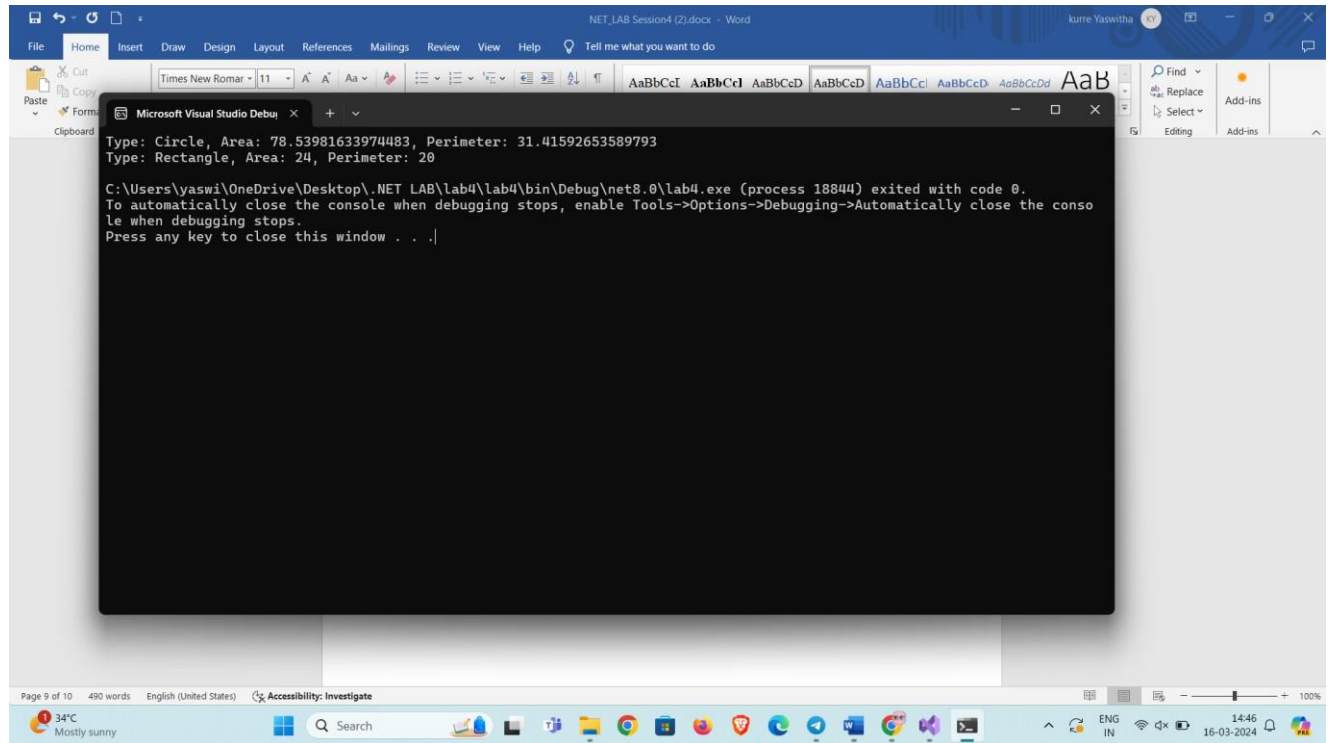 NET_LAB Session4 (2).docx - Word
kurre Yaswitha
KY
File Home Insert Draw Design Layout References Mailings Review View Help Tell me what you want to do
Paste
Cut
Copy
Forma
Clipboard
Times New Romar
11
AaBbCcI AaBbCcI AaBbCcD AaBbCcD AaBbCcI AaBbCcD AaBbCcDd AaB
Find
Replace
Select
Editing
Add-ins
Add-ins
Microsoft Visual Studio Debu
Type: Circle, Area: 78.53981633974483, Perimeter: 31.41592653589793
Type: Rectangle, Area: 24, Perimeter: 20
C:\Users\yaswi\OneDrive\Desktop\.NET LAB\lab4\lab4\bin\Debug\net8.0\lab4.exe (process 18844) exited with code 0.
To automatically close the console when debugging stops, enable Tools->Options->Debugging->Automatically close the conso
le when debugging stops.
Press any key to close this window . . .
Page 9 of 10 490 words English (United States) Accessibility: Investigate
100%
1
34°C
Mostly sunny
Search
ENG
IN
14:46
16-03-2024
PRE